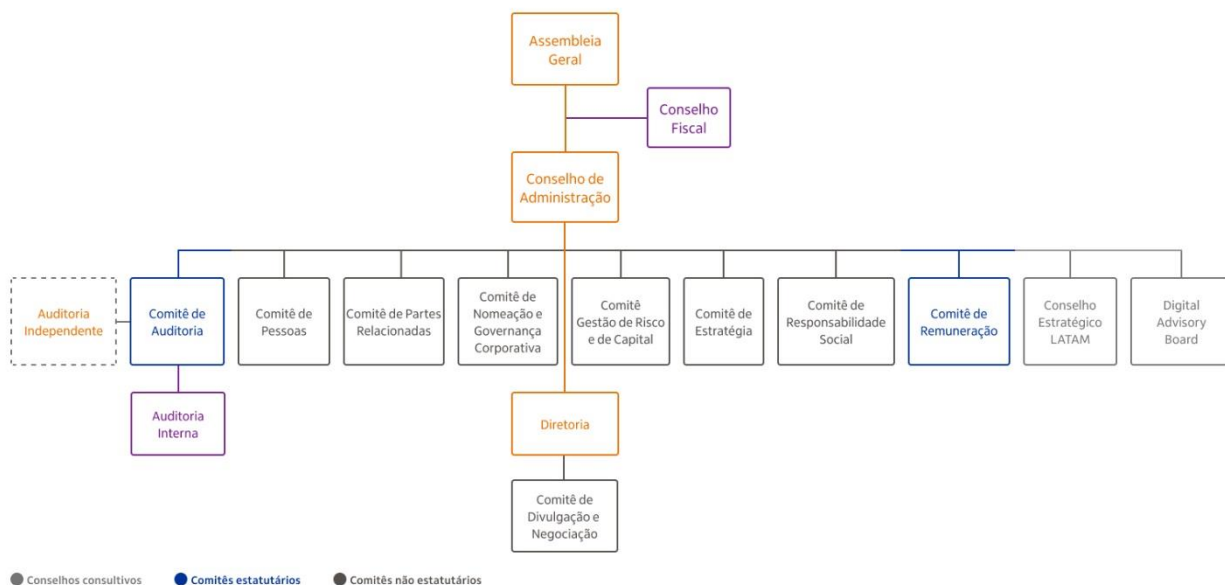 Assembleia
Geral
Conselho
Fiscal
Conselho de
Administração
Auditoria
Independente
Comitê de
Auditoria
Comitê de
Pessoas
Comitê de Partes
Relacionadas
Comitê de
Nomeação e
Governança
Corporativa
Comitê
Gestão de Risco
e de Capital
Comitê de
Estratégia
Comitê de
Responsabilidade
Social
Comitê de
Remuneração
Conselho
Estratégico
LATAM
Digital
Advisory
Board
Auditoria
Interna
Diretoria
Comitê de
Divulgação e
Negociação
Conselhos consultivos
Comitês estatutários
Comitês não estatutários